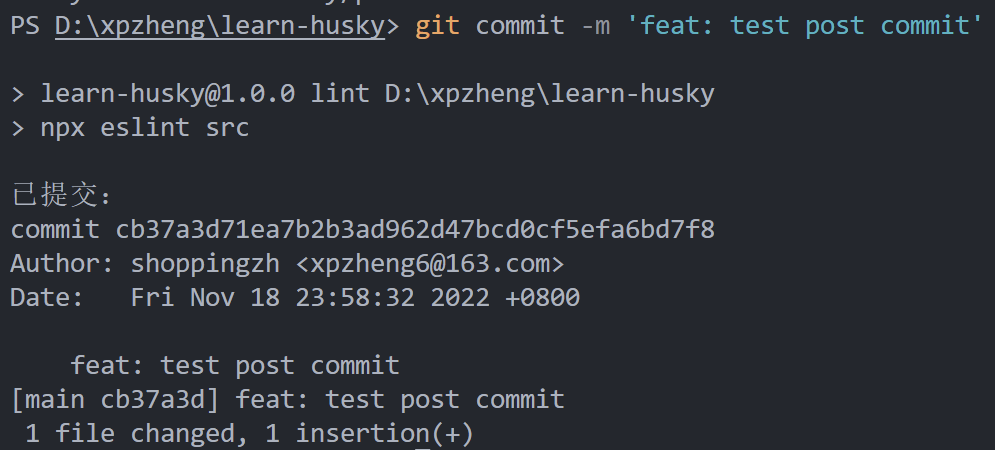 PS D:\xpzheng\learn-husky> git commit -m 'feat: test post commit'
> learn-husky@1.0.0 lint D:\xpzheng\learn-husky
> npx eslint src
已提交：
commit cb37a3d71ea7b2b3ad962d47bcd0cf5efa6bd7f8
Author: shoppingzh <xpzheng6@163.com>
Date:   Fri Nov 18 23:58:32 2022 +0800
    feat: test post commit
[main cb37a3d] feat: test post commit
 1 file changed, 1 insertion(+)